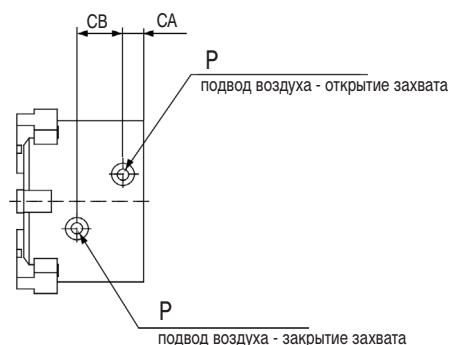 CB CA
P
подвод воздуха - открытие захвата
P
подвод воздуха - закрытие захвата